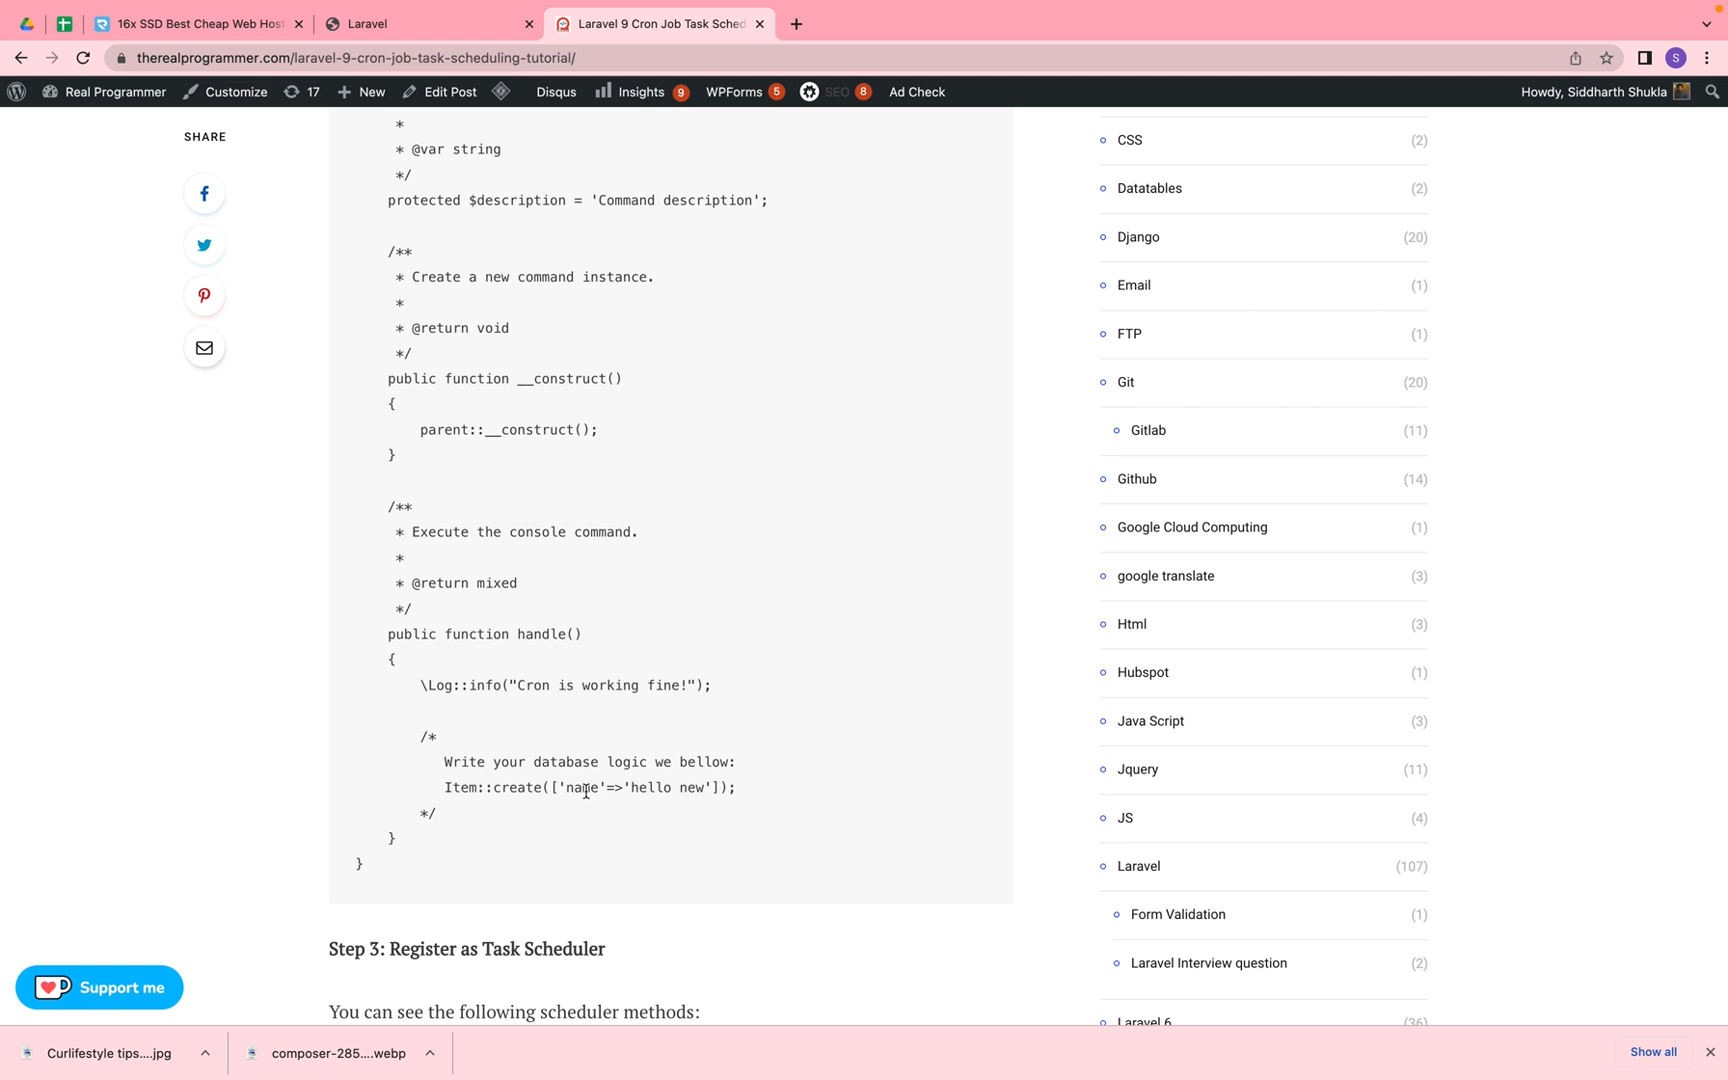 16x SSD Best Cheap Web Host
Laravel
Laravel 9 Cron Job Task Sched
therealprogrammer.com/laravel-9-cron-job-task-scheduling-tutorial/
S
Real Programmer
Customize
17
New
Edit Post
Disqus
Insights 9
WPForms 5
SEO 8
Ad Check
Howdy, Siddharth Shukla
SHARE
*
* @var string
*/
protected $description = 'Command description';
/**
* Create a new command instance.
*
* @return void
*/
public function __construct()
{
parent::__construct();
}
/**
* Execute the console command.
*
* @return mixed
*/
public function handle()
{
\Log::info("Cron is working fine!");
/*
Write your database logic we bellow:
Item::create(['name'=>'hello new']);
*/
}
}
Step 3: Register as Task Scheduler
You can see the following scheduler methods:
CSS (2)
Datatables (2)
Django (20)
Email (1)
FTP (1)
Git (20)
Gitlab (11)
Github (14)
Google Cloud Computing (1)
google translate (3)
Html (3)
Hubspot (1)
Java Script (3)
Jquery (11)
JS (4)
Laravel (107)
Form Validation (1)
Laravel Interview question (2)
Laravel 6 (36)
Support me
Curlifestyle tips....jpg
composer-285....webp
Show all